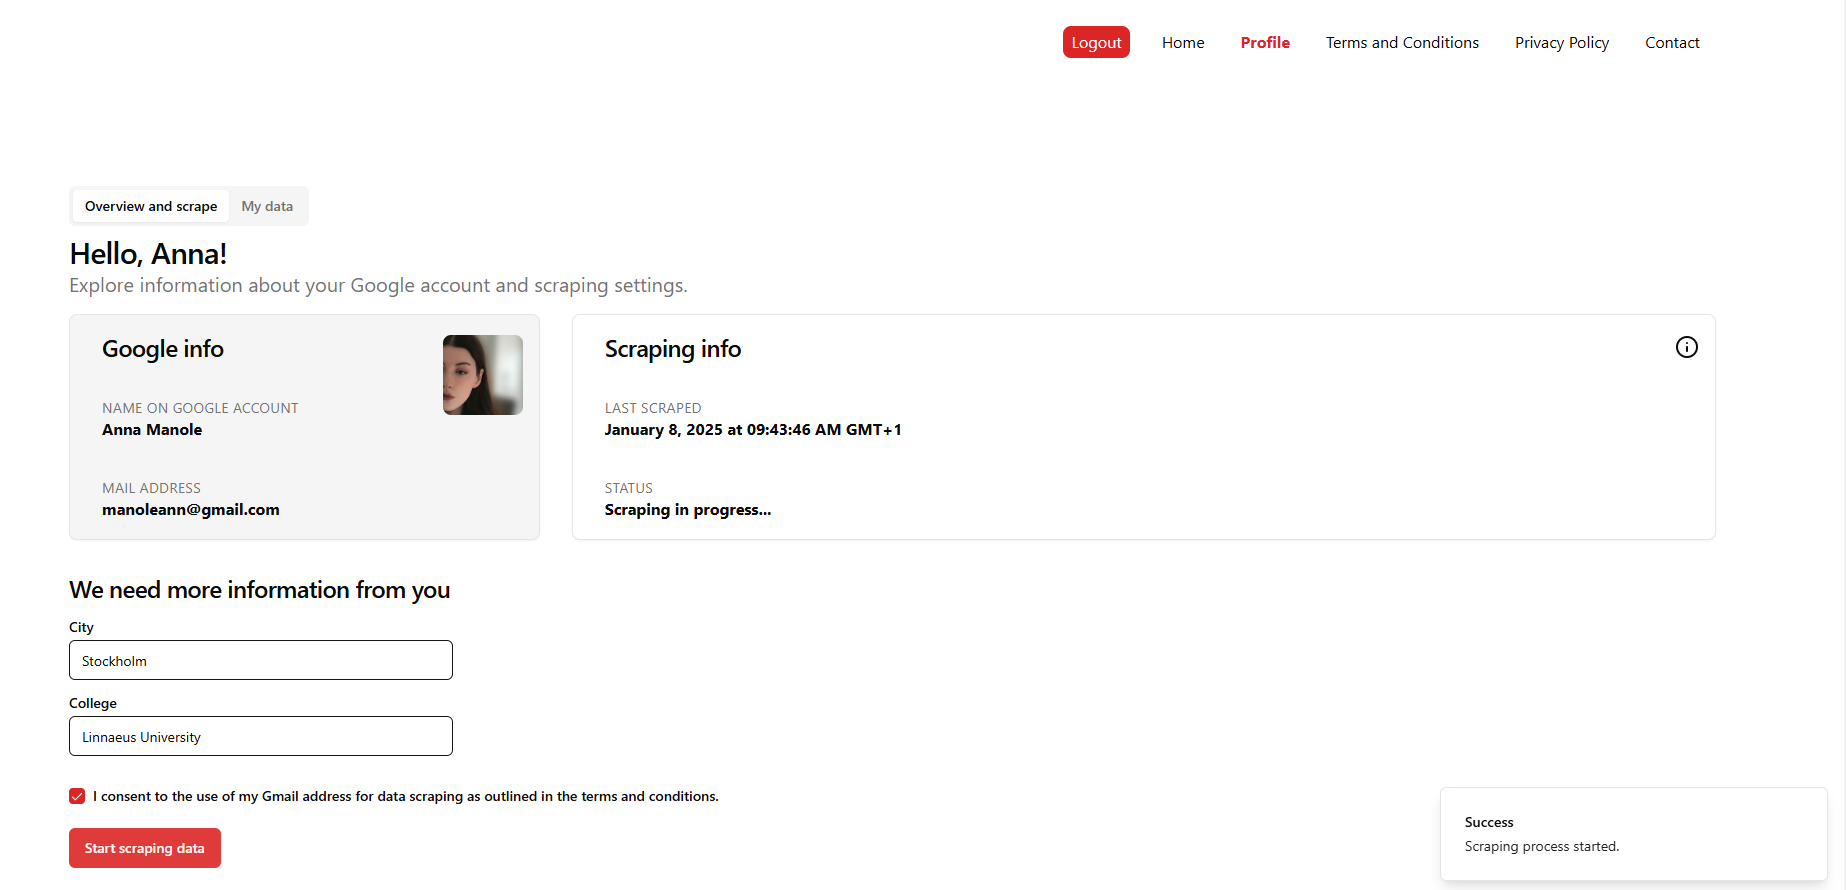 Logout Home Profile Terms and Conditions Privacy Policy Contact
Overview and scrape My data
Hello, Anna!
Explore information about your Google account and scraping settings.
Google info
NAME ON GOOGLE ACCOUNT
Anna Manole
MAIL ADDRESS
manoleann@gmail.com
Scraping info
LAST SCRAPED
January 8, 2025 at 09:43:46 AM GMT+1
STATUS
Scraping in progress...
We need more information from you
City
Stockholm
College
Linnaeus University
I consent to the use of my Gmail address for data scraping as outlined in the terms and conditions.
Start scraping data
Success
Scraping process started.